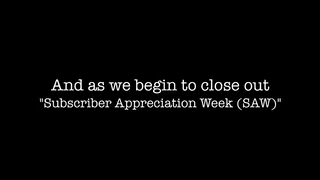 And as we begin to close out
"Subscriber Appreciation Week (SAW)"